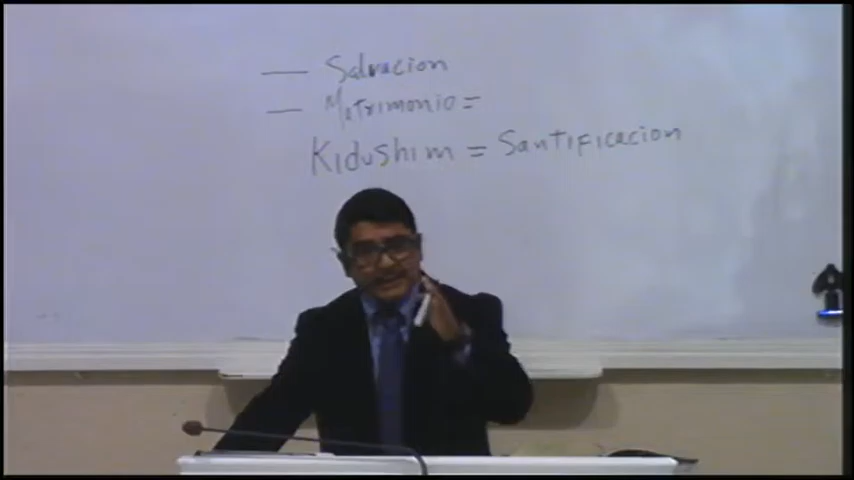 — Salvacion
— Matrimonio =
Kidushim = Santificacion